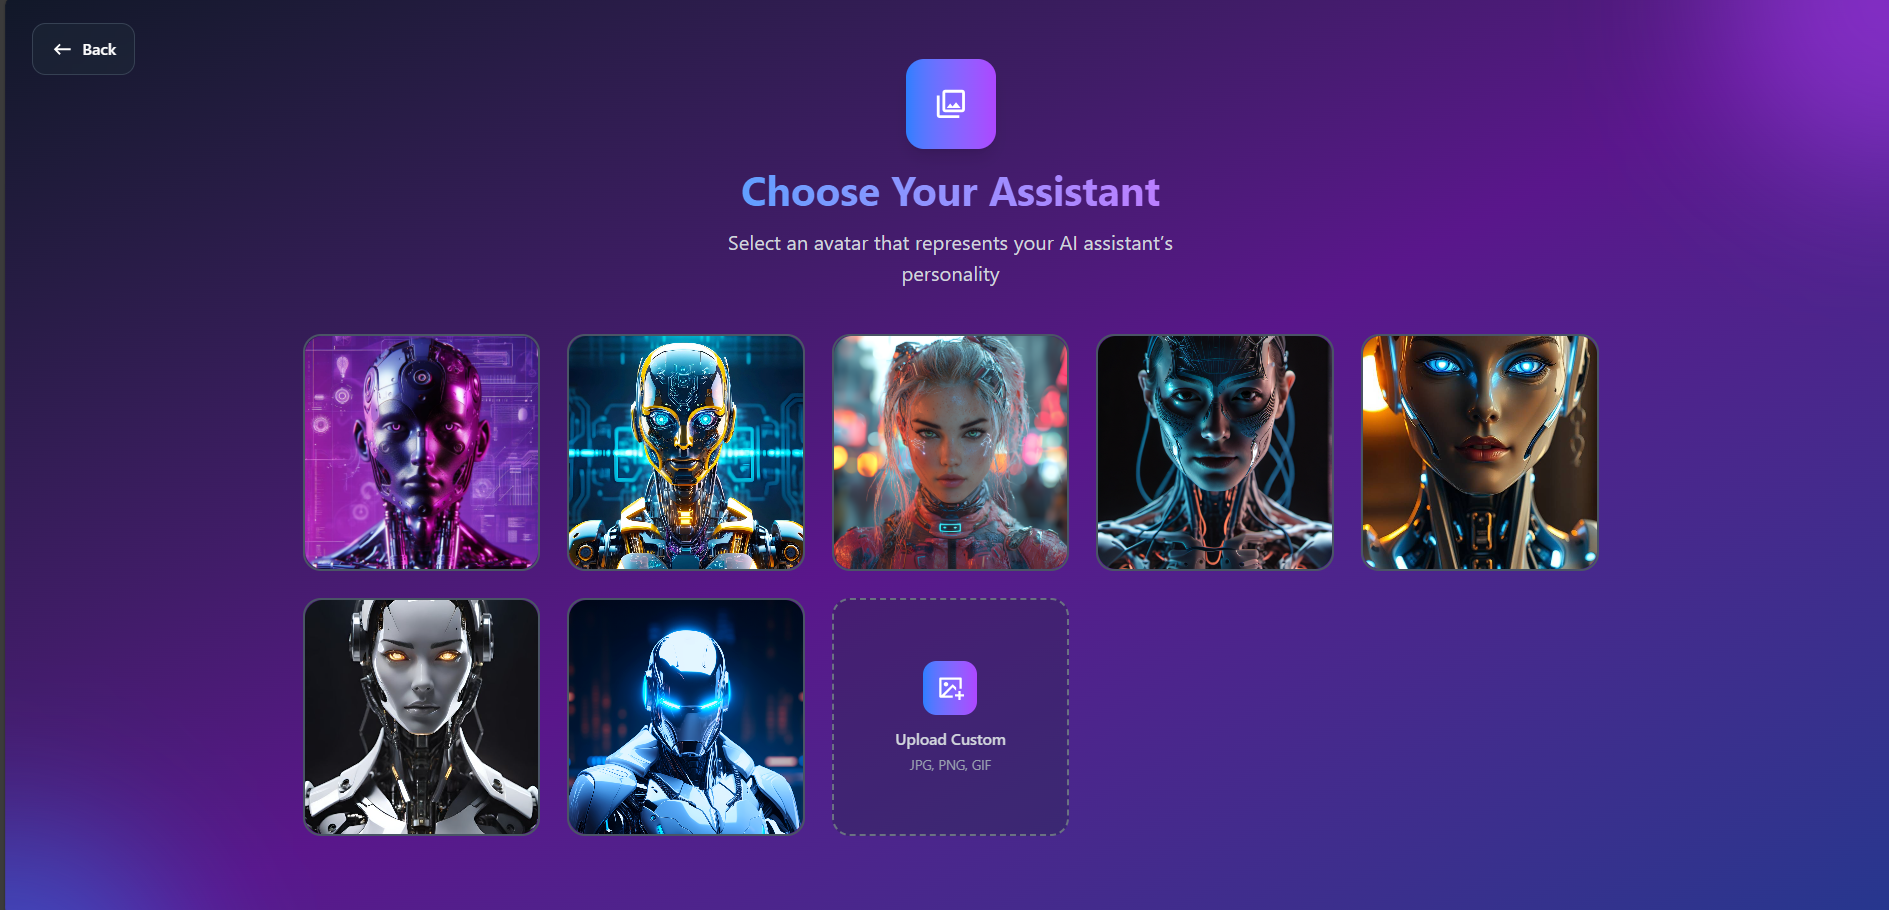 Back
Choose Your Assistant
Select an avatar that represents your AI assistant’s
personality
Upload Custom
JPG, PNG, GIF